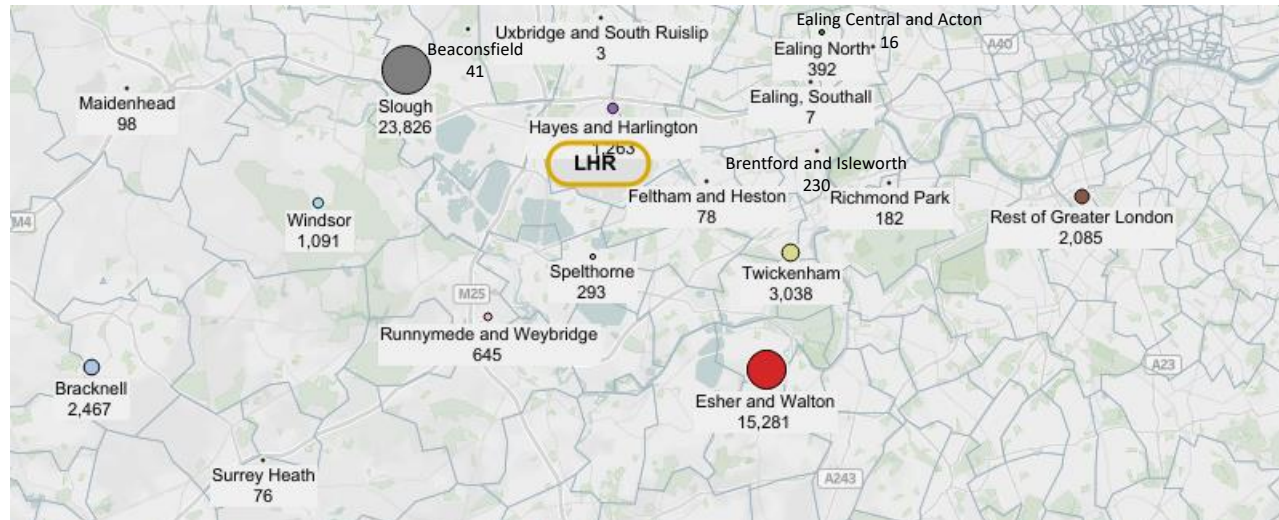 Ealing Central and Acton
16
Uxbridge and South Ruislip
3
Beaconsfield
41
Ealing North
392
A40
Maidenhead
98
Slough
23,826
Ealing, Southall
7
Hayes and Harlington
1,263
LHR
Brentford and Isleworth
230
Feltham and Heston
78
Richmond Park
182
Rest of Greater London
2,085
M4
Windsor
1,091
Spelthorne
293
Twickenham
3,038
M25
Runnymede and Weybridge
645
Bracknell
2,467
A23
Esher and Walton
15,281
Surrey Heath
76
A243